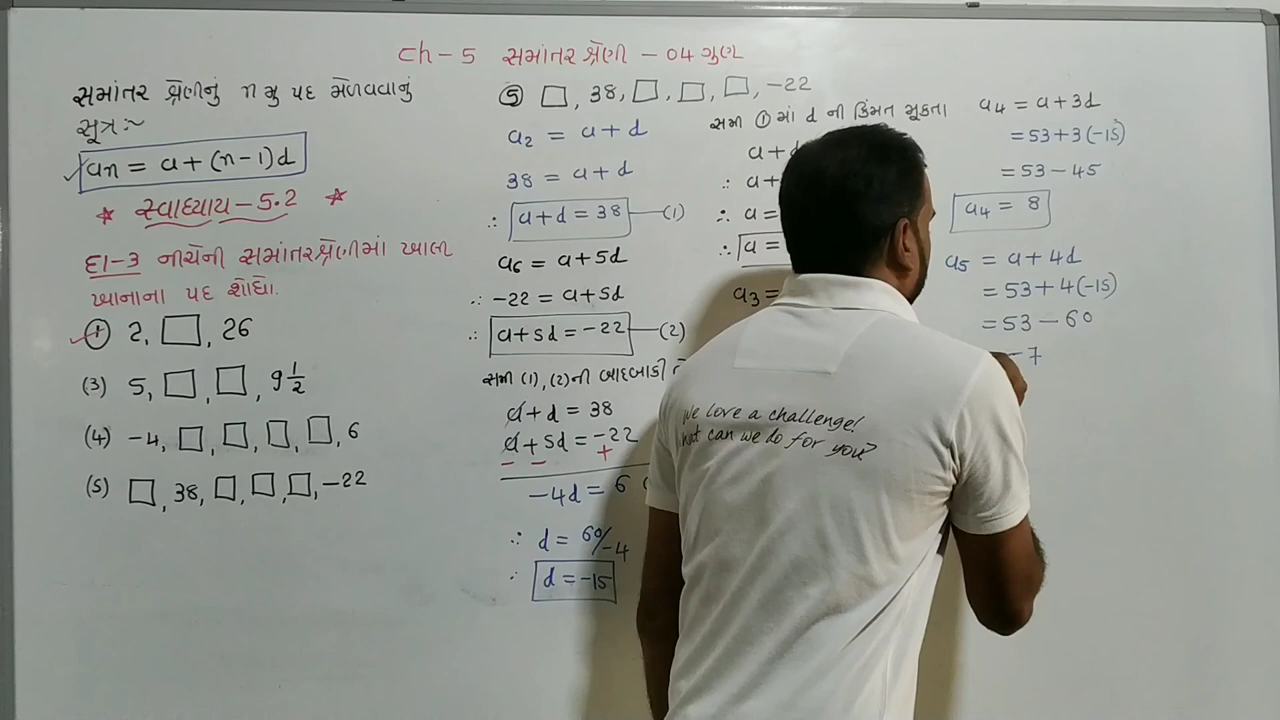 Ch-5 સમાંતર શ્રેણી - 04 ગુણ
સમાંતર શ્રેણીનું n મુ પદ મેળવવાનું
સૂત્ર :~
an = a + (n-1)d
* સ્વાધ્યાય - 5.2 *
દા-3 નીચેની સમાંતરશ્રેણીમાં ખાલી
ખાનાના પદ શોધો.
(1) 2, □, 26
(3) 5, □, □, 9 1/2
(4) -4, □, □, □, □, 6
(5) □, 38, □, □, □, -22
(5) □, 38, □, □, □, -22
a2 = a + d
38 = a + d
∴ a + d = 38 —(1)
a6 = a + 5d
∴ -22 = a + 5d
∴ a + 5d = -22 —(2)
સમી (1), (2)ની બાદબાકી
a + d = 38
a + 5d = -22
- - +
-4d = 6
∴ d = 60/-4
∴ d = -15
સમી (1) માં d ની કિંમત મૂકતા
a + d
∴ a +
∴ a =
∴ a =
a3 =
a4 = a + 3d
= 53 + 3(-15)
= 53 - 45
a4 = 8
a5 = a + 4d
= 53 + 4(-15)
= 53 - 60
-7
We love a challenge!
What can we do for you?